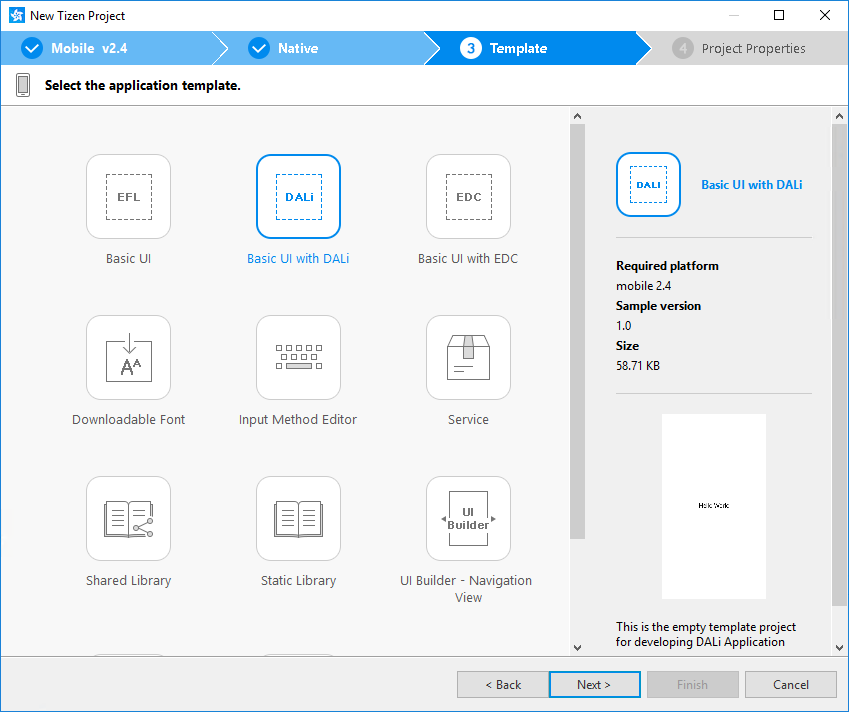 New Tizen Project
Mobile v2.4
Native
3 Template
4 Project Properties
Select the application template.
EFL
Basic UI
DALi
Basic UI with DALi
EDC
Basic UI with EDC
AA
Downloadable Font
Input Method Editor
Service
Shared Library
Static Library
UI
Builder
UI Builder - Navigation
View
DALi
Basic UI with DALi
Required platform
mobile 2.4
Sample version
1.0
Size
58.71 KB
Hello World
This is the empty template project
for developing DALi Application
< Back
Next >
Finish
Cancel